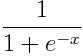 1
1 + e^{-x}